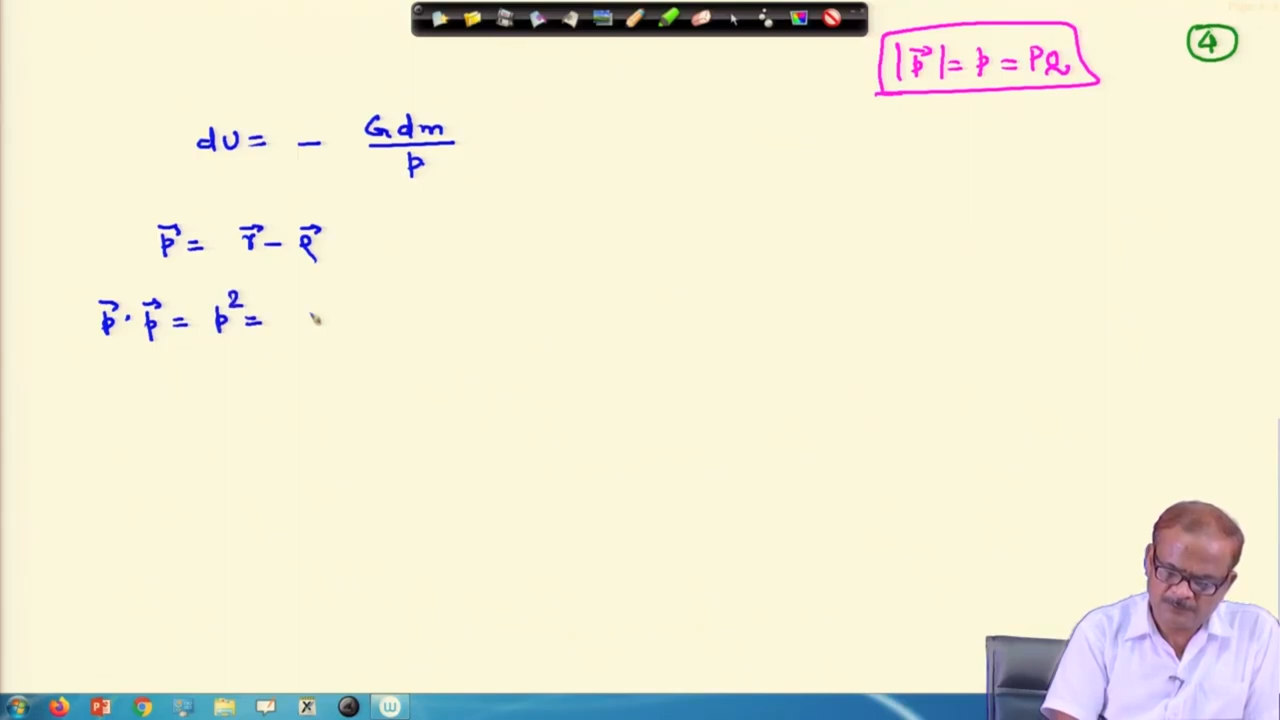 |p⃗| = p = PQ
4
dU = - G dm / p
p⃗ = r⃗ - ρ⃗
p⃗ · p⃗ = p² =